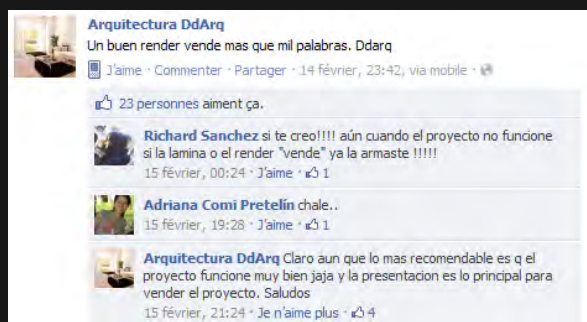 Arquitectura DdArq
Un buen render vende mas que mil palabras. Ddarq
J'aime · Commenter · Partager · 14 février, 23:42, via mobile ·
23 personnes aiment ça.
Richard Sanchez si te creo!!!! aún cuando el proyecto no funcione
si la lamina o el render "vende" ya la armaste !!!!!
15 février, 00:24 · J'aime · 1
Adriana Comi Pretelín chale..
15 février, 19:28 · J'aime · 1
Arquitectura DdArq Claro aun que lo mas recomendable es q el
proyecto funcione muy bien jaja y la presentacion es lo principal para
vender el proyecto. Saludos
15 février, 21:24 · Je n'aime plus · 4